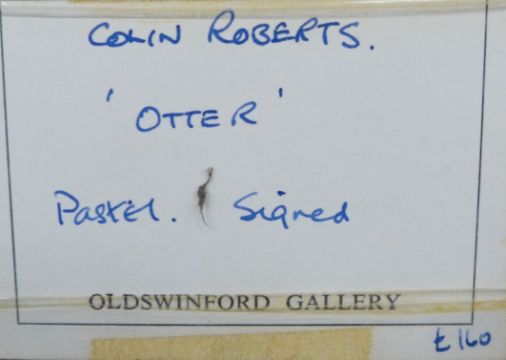 COLIN ROBERTS.
'OTTER'
Pastel. Signed
OLDSWINFORD GALLERY
£160